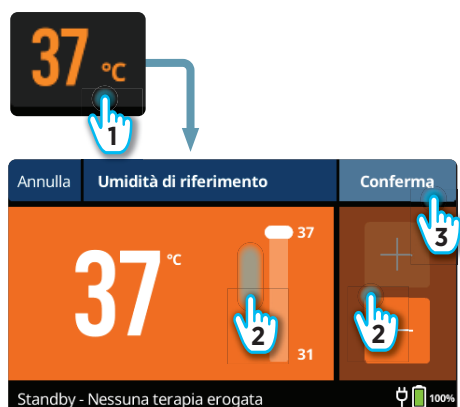 37 °C
1
Annulla Umidità di riferimento Conferma
3
37 °C
37
2
2
31
Standby - Nessuna terapia erogata 100%